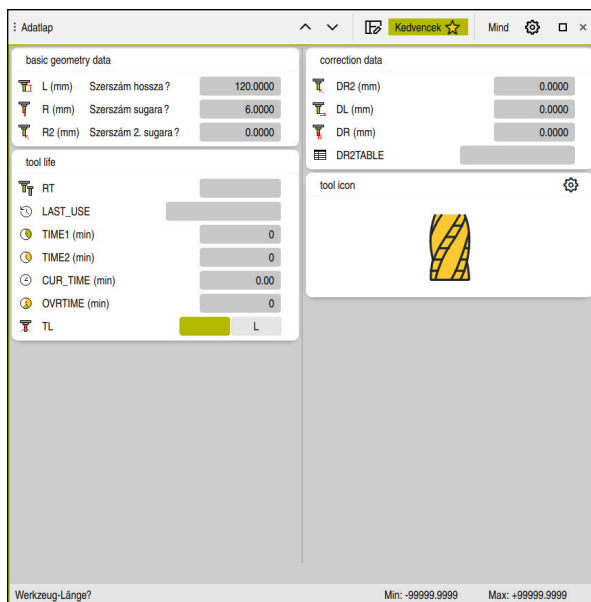 Adatlap
Kedvencek
Mind
basic geometry data
L (mm) Szerszám hossza? 120.0000
R (mm) Szerszám sugara? 6.0000
R2 (mm) Szerszám 2. sugara? 0.0000
tool life
RT
LAST_USE
TIME1 (min) 0
TIME2 (min) 0
CUR_TIME (min) 0.00
OVRTIME (min) 0
TL L
correction data
DR2 (mm) 0.0000
DL (mm) 0.0000
DR (mm) 0.0000
DR2TABLE
tool icon
Werkzeug-Länge? Min: -99999.9999 Max: +99999.9999